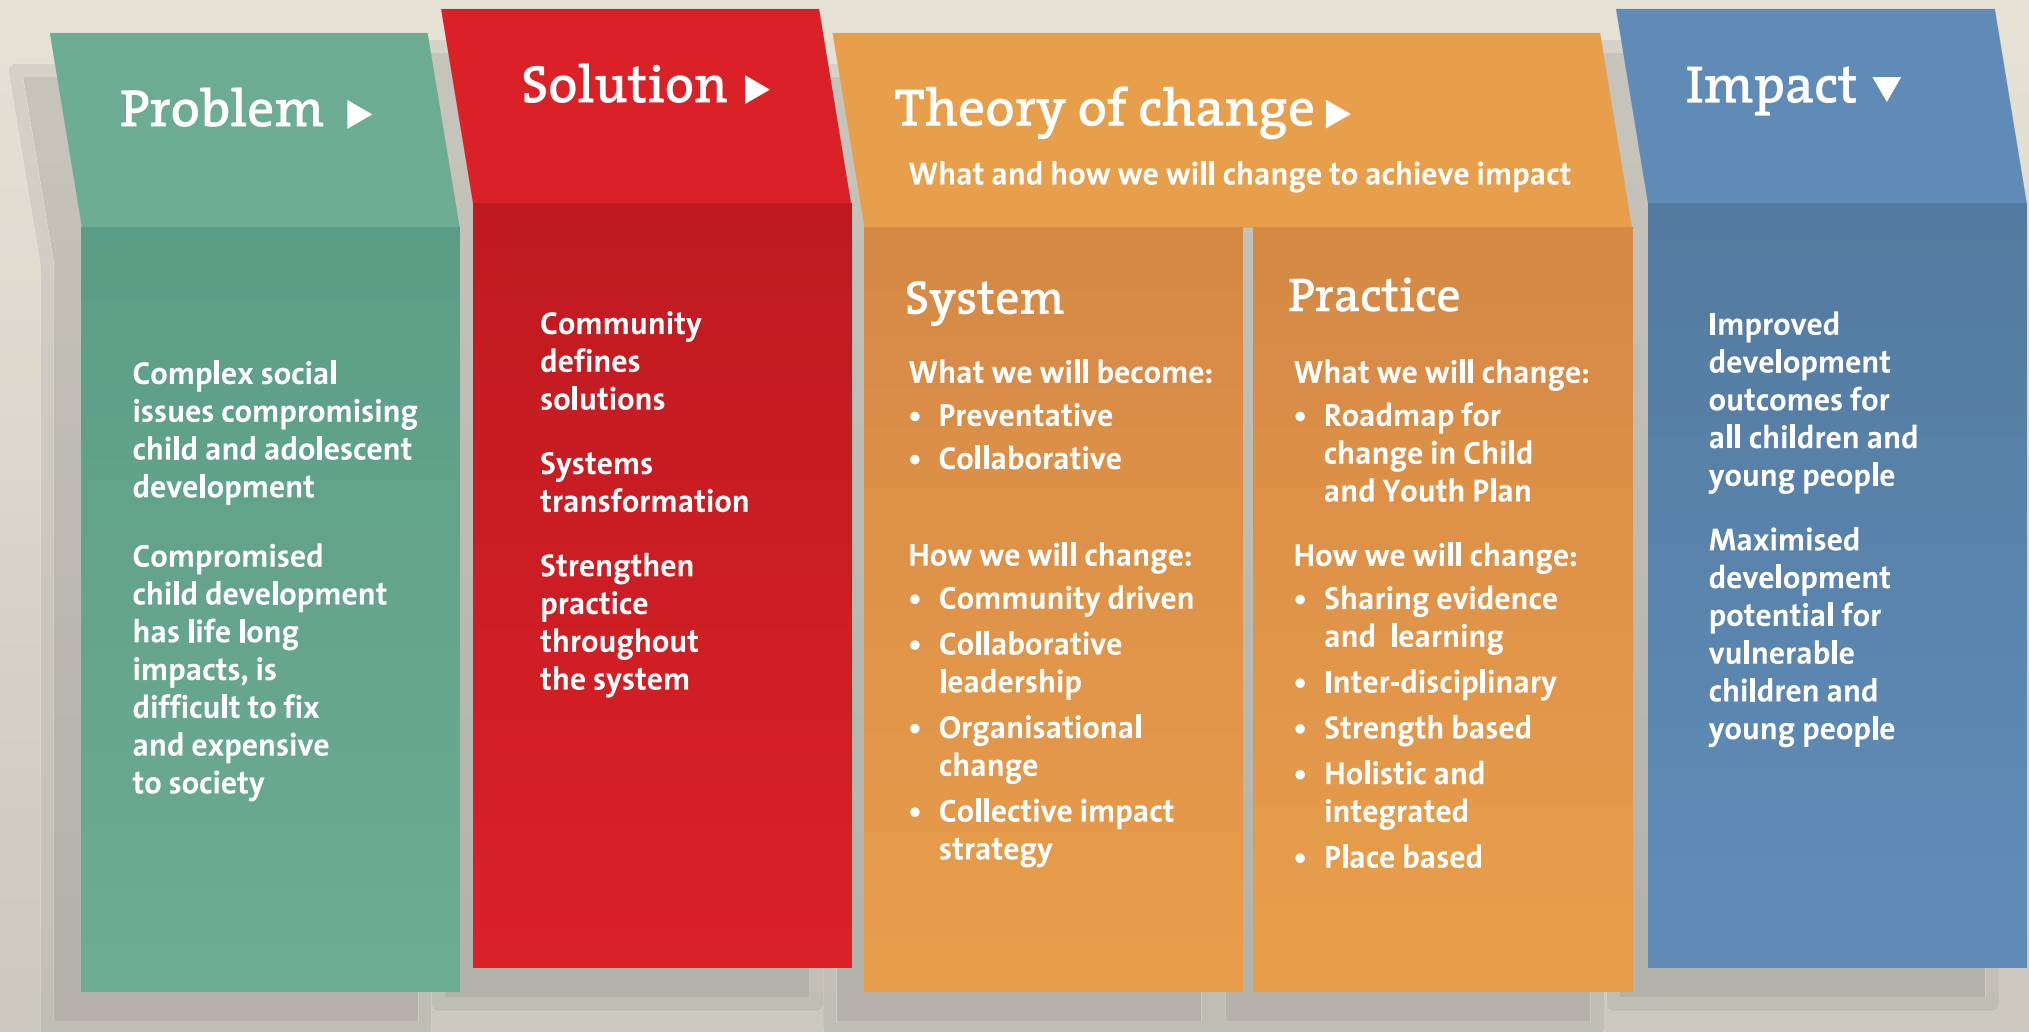 Problem ▶
Complex social
issues compromising
child and adolescent
development
Compromised
child development
has life long
impacts, is
difficult to fix
and expensive
to society
Solution ▶
Community
defines
solutions
Systems
transformation
Strengthen
practice
throughout
the system
Theory of change ▶
What and how we will change to achieve impact
System
What we will become:
• Preventative
• Collaborative
How we will change:
• Community driven
• Collaborative
leadership
• Organisational
change
• Collective impact
strategy
Practice
What we will change:
• Roadmap for
change in Child
and Youth Plan
How we will change:
• Sharing evidence
and learning
• Inter-disciplinary
• Strength based
• Holistic and
integrated
• Place based
Impact ▼
Improved
development
outcomes for
all children and
young people
Maximised
development
potential for
vulnerable
children and
young people